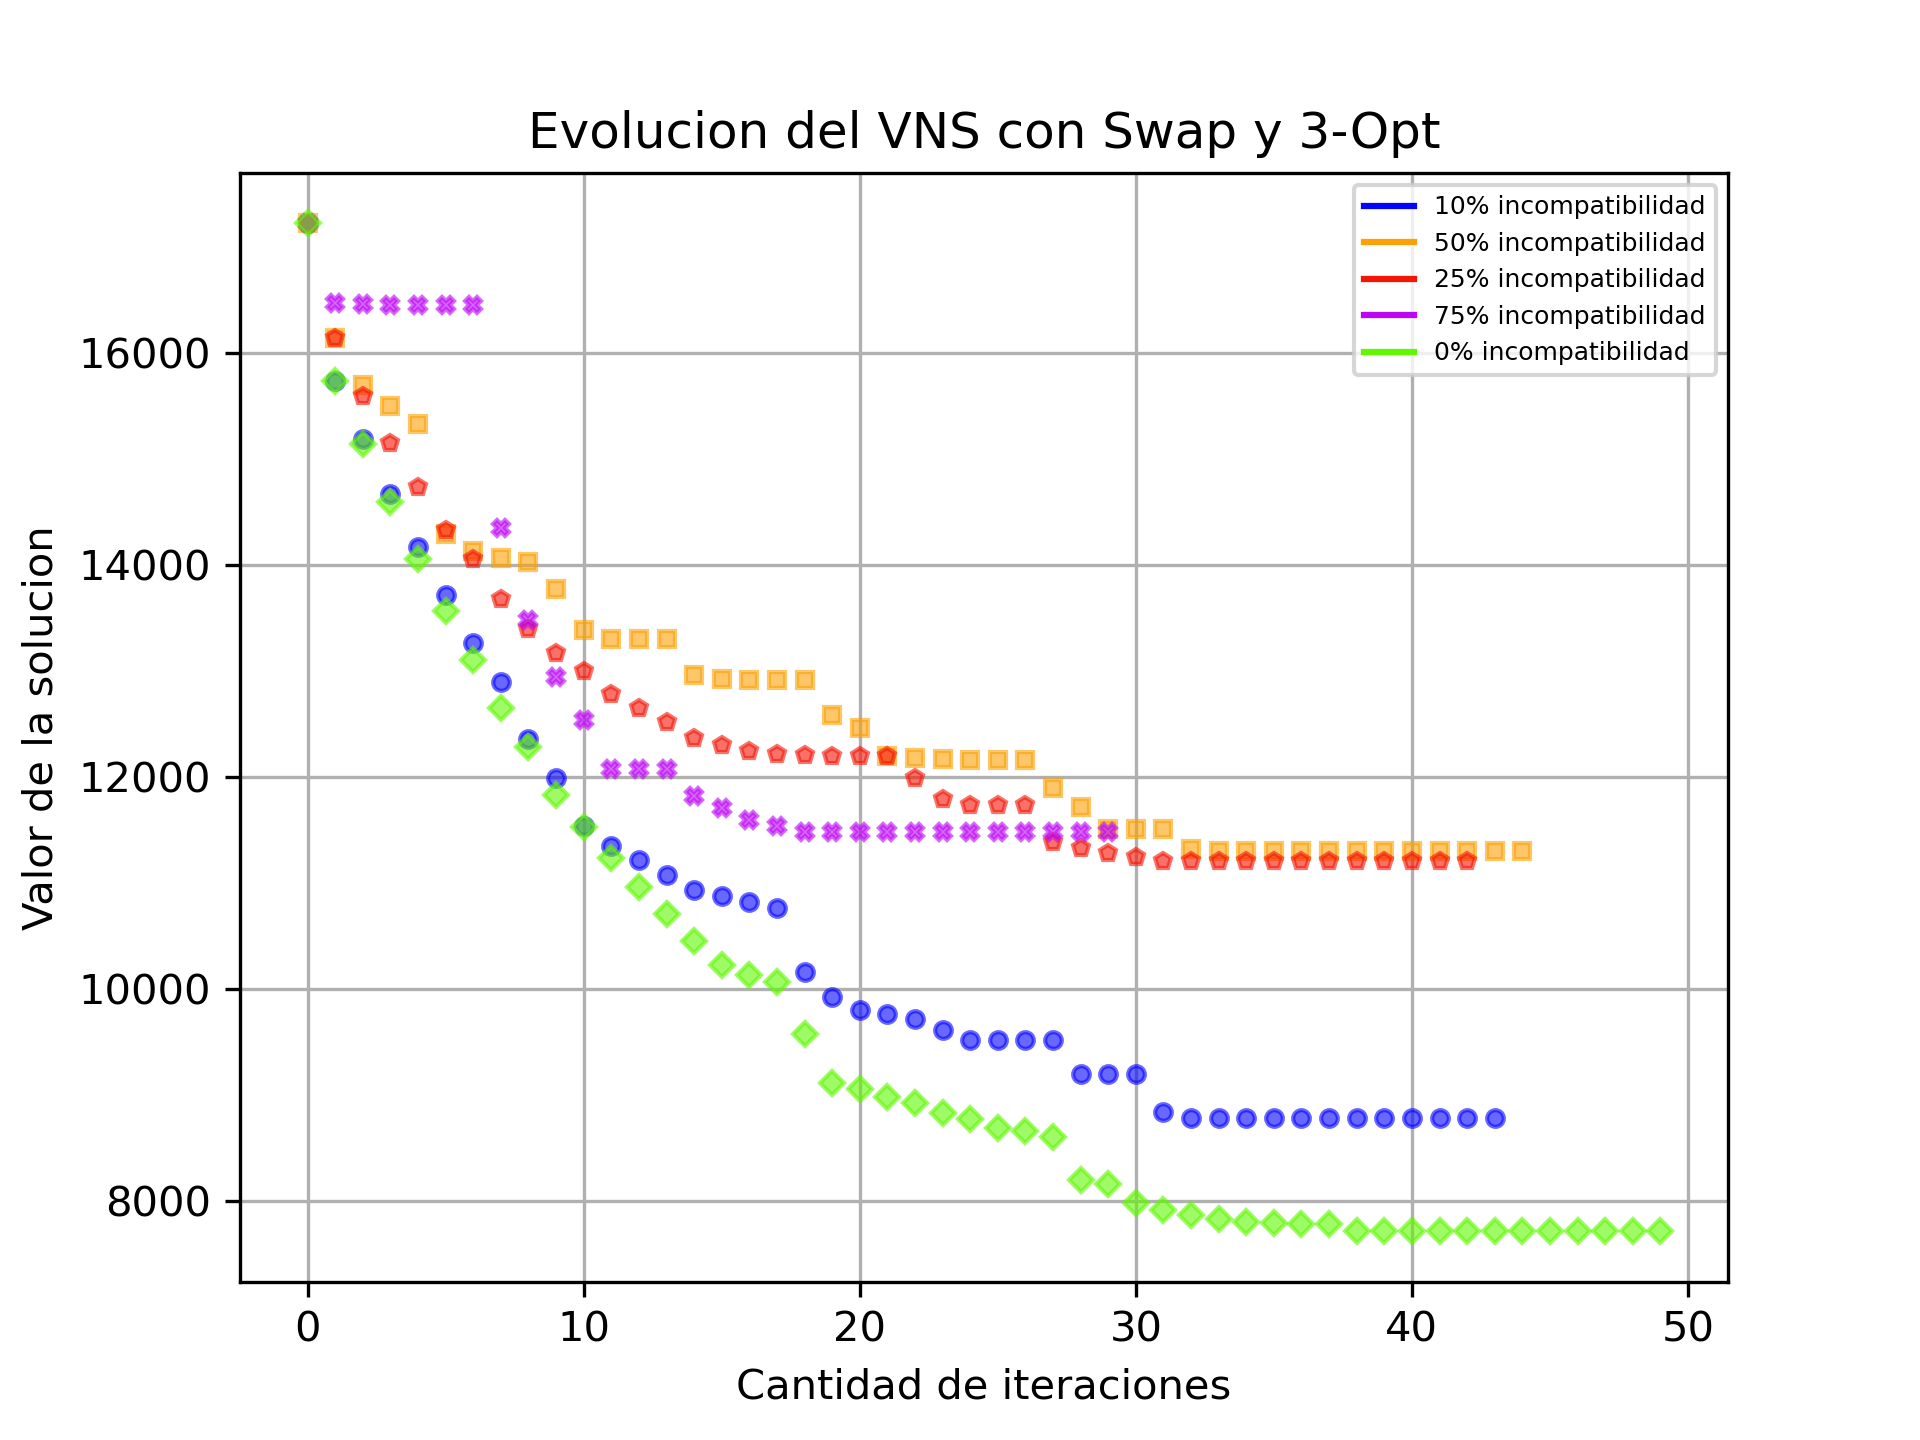 Evolucion del VNS con Swap y 3-Opt
10% incompatibilidad
50% incompatibilidad
25% incompatibilidad
75% incompatibilidad
0% incompatibilidad
Valor de la solucion
16000
14000
12000
10000
8000
0 10 20 30 40 50
Cantidad de iteraciones